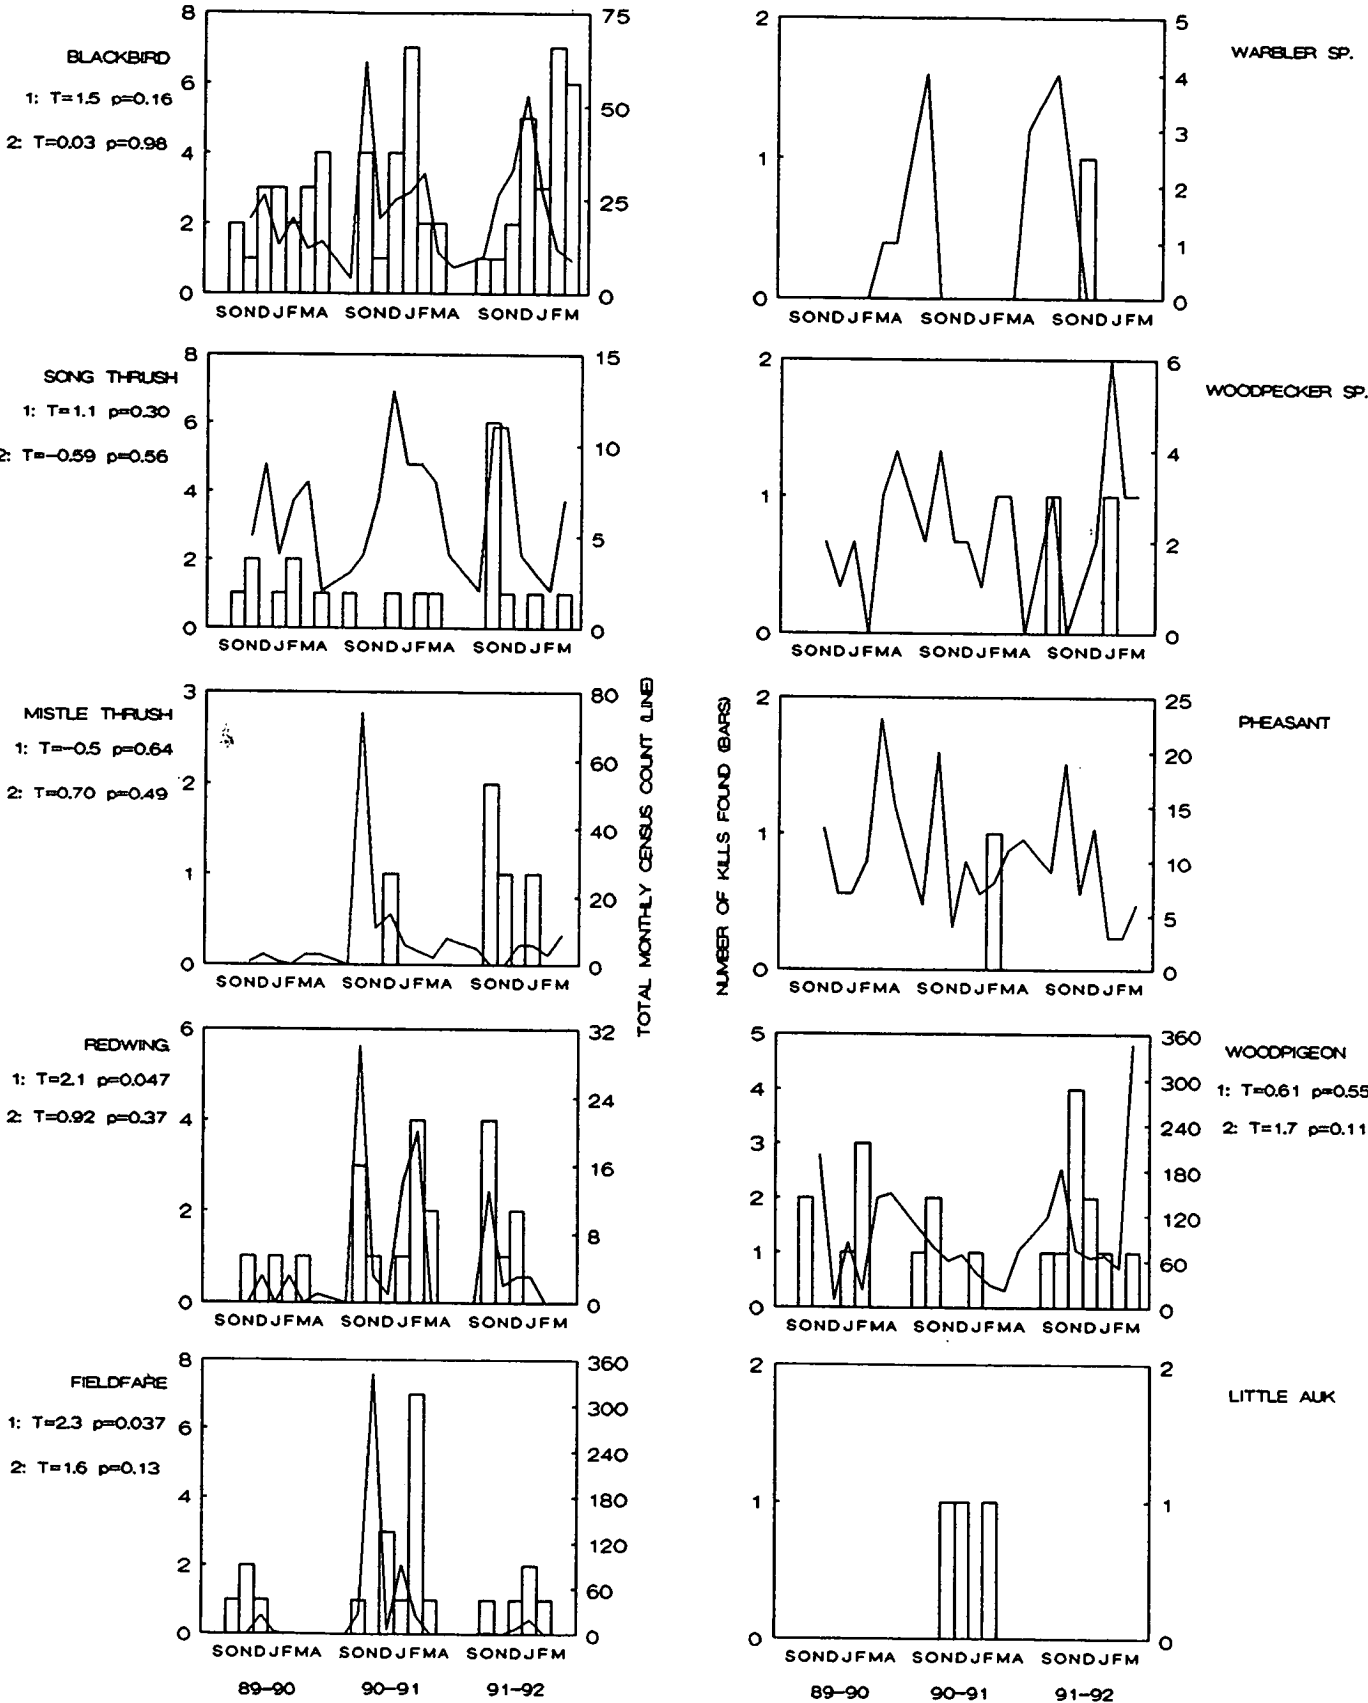 BLACKBIRD
1: T=1.5 p=0.16
2: T=0.03 p=0.98
8
6
4
2
0
75
50
25
0
SONDJFMA SONDJFMA SONDJFM
SONG THRUSH
1: T=1.1 p=0.30
2: T=-0.59 p=0.56
8
6
4
2
0
15
10
5
0
SONDJFMA SONDJFMA SONDJFM
MISTLE THRUSH
1: T=-0.5 p=0.64
2: T=0.70 p=0.49
3
2
1
0
80
60
40
20
0
SONDJFMA SONDJFMA SONDJFM
REDWING
1: T=2.1 p=0.047
2: T=0.92 p=0.37
6
4
2
0
32
24
16
8
0
SONDJFMA SONDJFMA SONDJFM
FIELDFARE
1: T=2.3 p=0.037
2: T=1.6 p=0.13
8
6
4
2
0
360
300
240
180
120
60
0
SONDJFMA SONDJFMA SONDJFM
89-90 90-91 91-92
TOTAL MONTHLY CENSUS COUNT (LINE)
NUMBER OF KILLS FOUND (BARS)
WARBLER SP.
2
1
0
5
4
3
2
1
0
SONDJFMA SONDJFMA SONDJFM
WOODPECKER SP.
2
1
0
6
4
2
0
SONDJFMA SONDJFMA SONDJFM
PHEASANT
2
1
0
25
20
15
10
5
0
SONDJFMA SONDJFMA SONDJFM
WOODPIGEON
1: T=0.61 p=0.55
2: T=1.7 p=0.11
5
4
3
2
1
0
360
300
240
180
120
60
0
SONDJFMA SONDJFMA SONDJFM
LITTLE AUK
2
1
0
2
1
0
SONDJFMA SONDJFMA SONDJFM
89-90 90-91 91-92